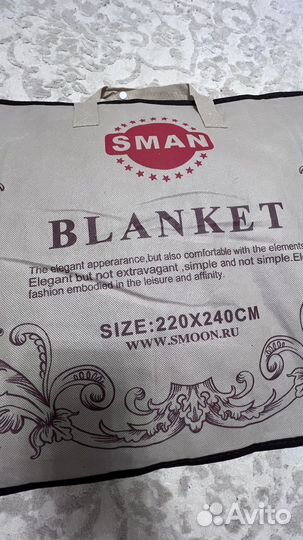 SMAN
BLANKET
The elegant apperarance,but also comfortable with the elements
Elegant but not extravagant ,simple and not simple.Ele
fashion embodied in the leisure and affinity.
SIZE:220X240CM
WWW.SMOON.RU
Avito